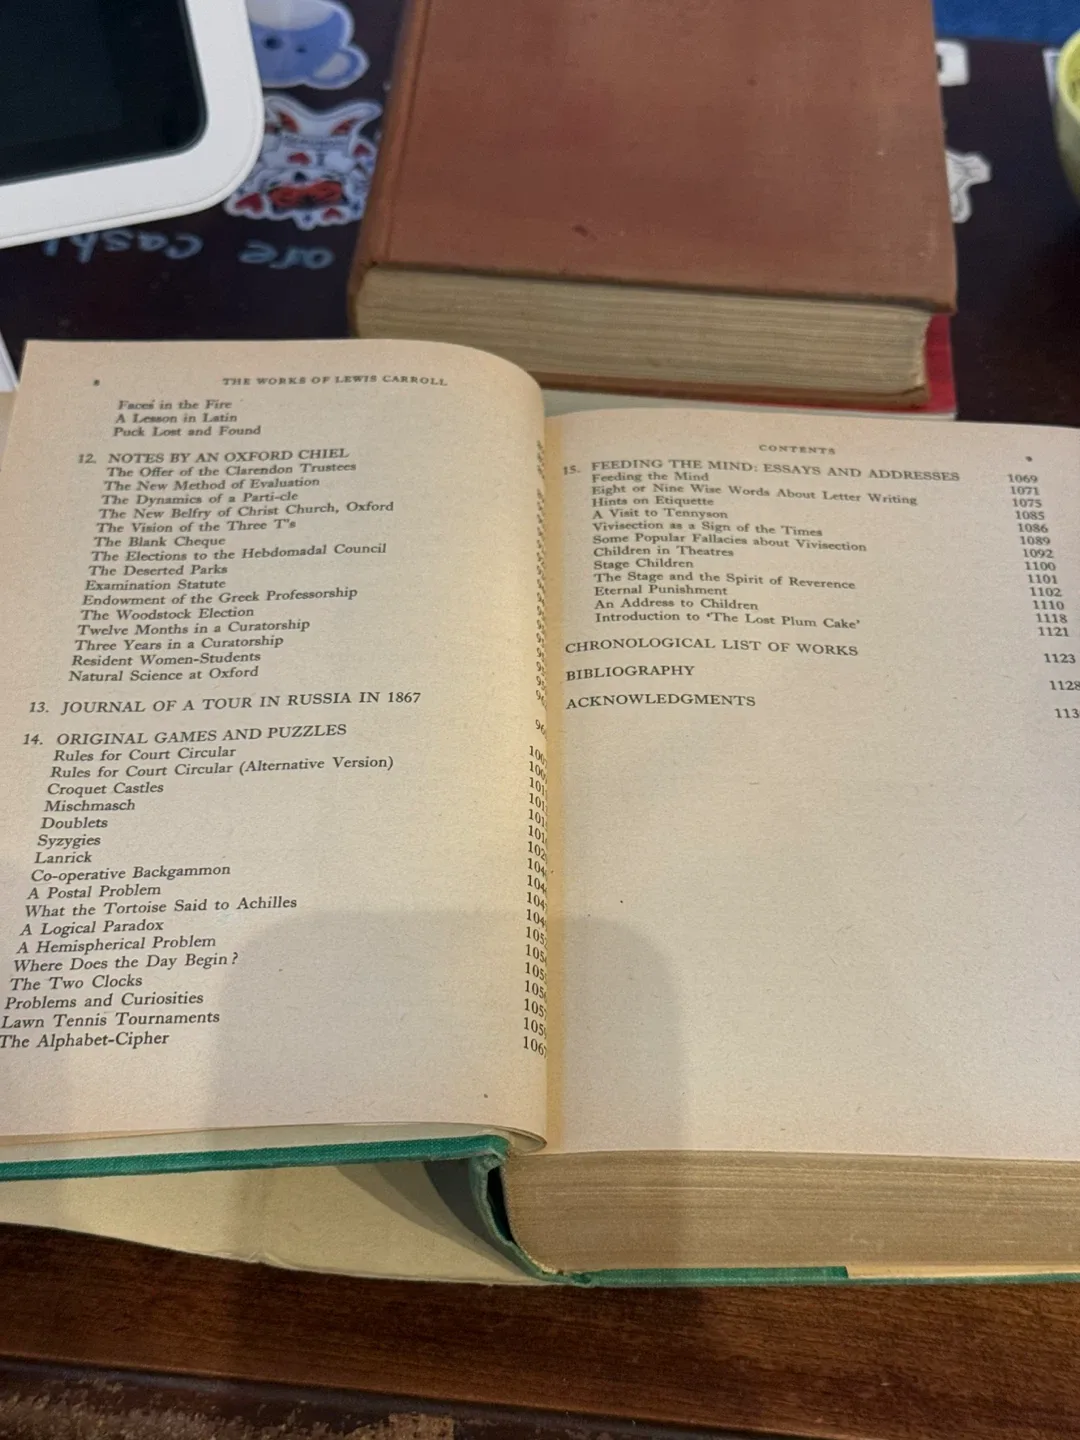 are cashl
8 THE WORKS OF LEWIS CARROLL
Faces in the Fire
A Lesson in Latin
Puck Lost and Found
12. NOTES BY AN OXFORD CHIEL
The Offer of the Clarendon Trustees
The New Method of Evaluation
The Dynamics of a Parti-cle
The New Belfry of Christ Church, Oxford
The Vision of the Three T's
The Blank Cheque
The Elections to the Hebdomadal Council
The Deserted Parks
Examination Statute
Endowment of the Greek Professorship
The Woodstock Election
Twelve Months in a Curatorship
Three Years in a Curatorship
Resident Women-Students
Natural Science at Oxford
13. JOURNAL OF A TOUR IN RUSSIA IN 1867
14. ORIGINAL GAMES AND PUZZLES
Rules for Court Circular
Rules for Court Circular (Alternative Version)
Croquet Castles
Mischmasch
Doublets
Syzygies
Lanrick
Co-operative Backgammon
A Postal Problem
What the Tortoise Said to Achilles
A Logical Paradox
A Hemispherical Problem
Where Does the Day Begin?
The Two Clocks
Problems and Curiosities
Lawn Tennis Tournaments
The Alphabet-Cipher
CONTENTS
15. FEEDING THE MIND: ESSAYS AND ADDRESSES 1069
Feeding the Mind 1071
Eight or Nine Wise Words About Letter Writing 1075
Hints on Etiquette 1085
A Visit to Tennyson 1086
Vivisection as a Sign of the Times 1089
Some Popular Fallacies about Vivisection 1092
Children in Theatres 1100
Stage Children 1101
The Stage and the Spirit of Reverence 1102
Eternal Punishment 1110
An Address to Children 1118
Introduction to 'The Lost Plum Cake' 1121
CHRONOLOGICAL LIST OF WORKS 1123
BIBLIOGRAPHY 1128
ACKNOWLEDGMENTS 113